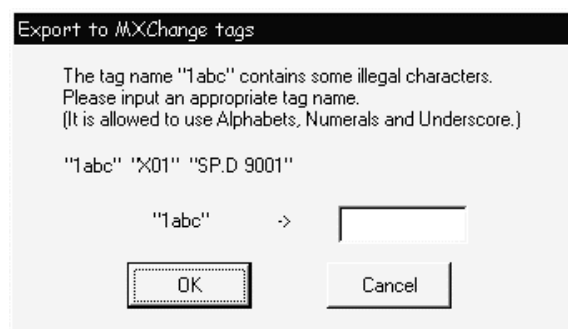 Export to MXChange tags
The tag name "1abc" contains some illegal characters.
Please input an appropriate tag name.
(It is allowed to use Alphabets, Numerals and Underscore.)
"1abc" "X01" "SP.D 9001"
"1abc" ->
OK Cancel